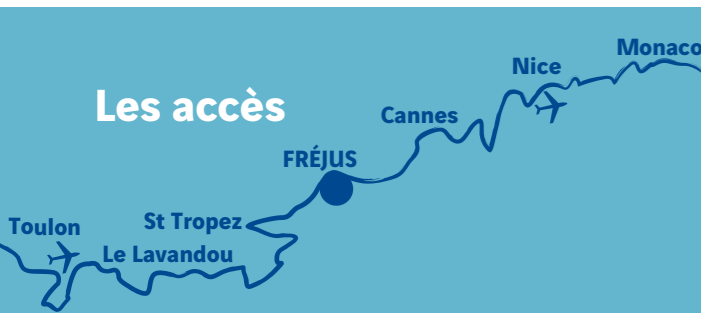 Monaco
Nice
Les accès
Cannes
FRÉJUS
St Tropez
Toulon
Le Lavandou